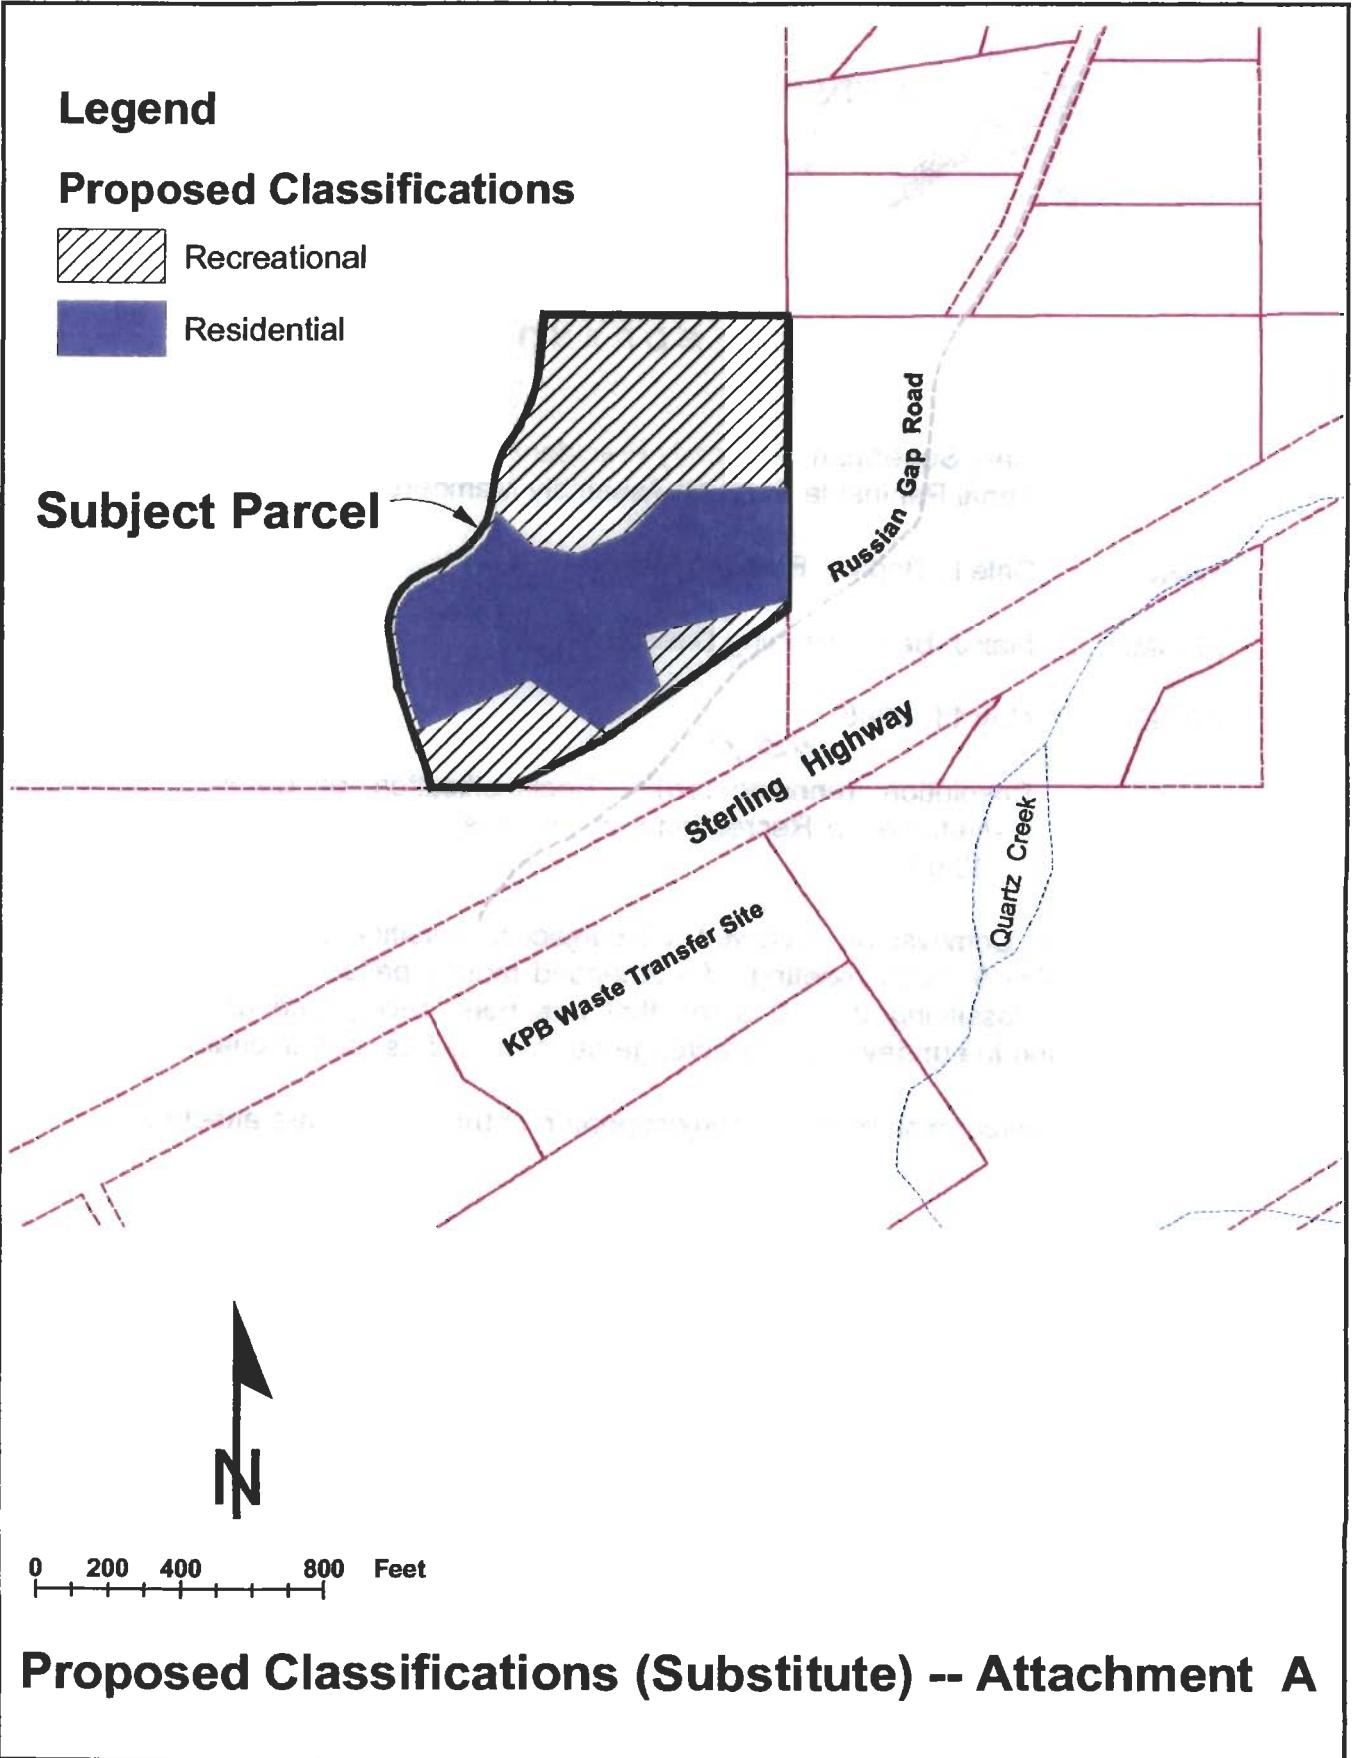 Legend
Proposed Classifications
Recreational
Residential
Subject Parcel
Russian Gap Road
Sterling Highway
Quartz Creek
KPB Waste Transfer Site
N
0 200 400 800 Feet
Proposed Classifications (Substitute) -- Attachment A